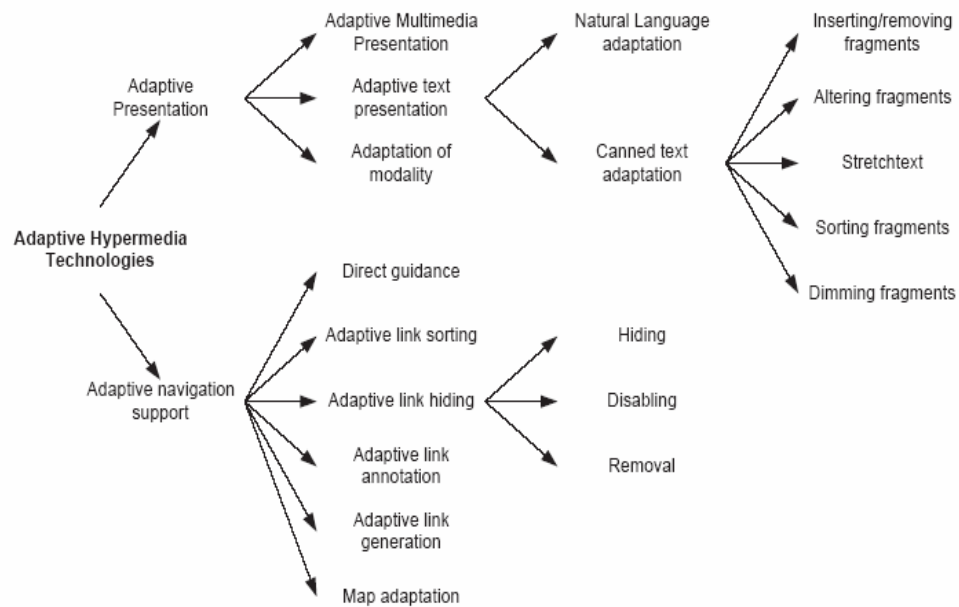 Adaptive Multimedia
Presentation
Natural Language
adaptation
Inserting/removing
fragments
Adaptive
Presentation
Adaptive text
presentation
Altering fragments
Adaptation of
modality
Canned text
adaptation
Stretchtext
Sorting fragments
Dimming fragments
Adaptive Hypermedia
Technologies
Direct guidance
Adaptive link sorting
Hiding
Adaptive navigation
support
Adaptive link hiding
Disabling
Adaptive link
annotation
Removal
Adaptive link
generation
Map adaptation